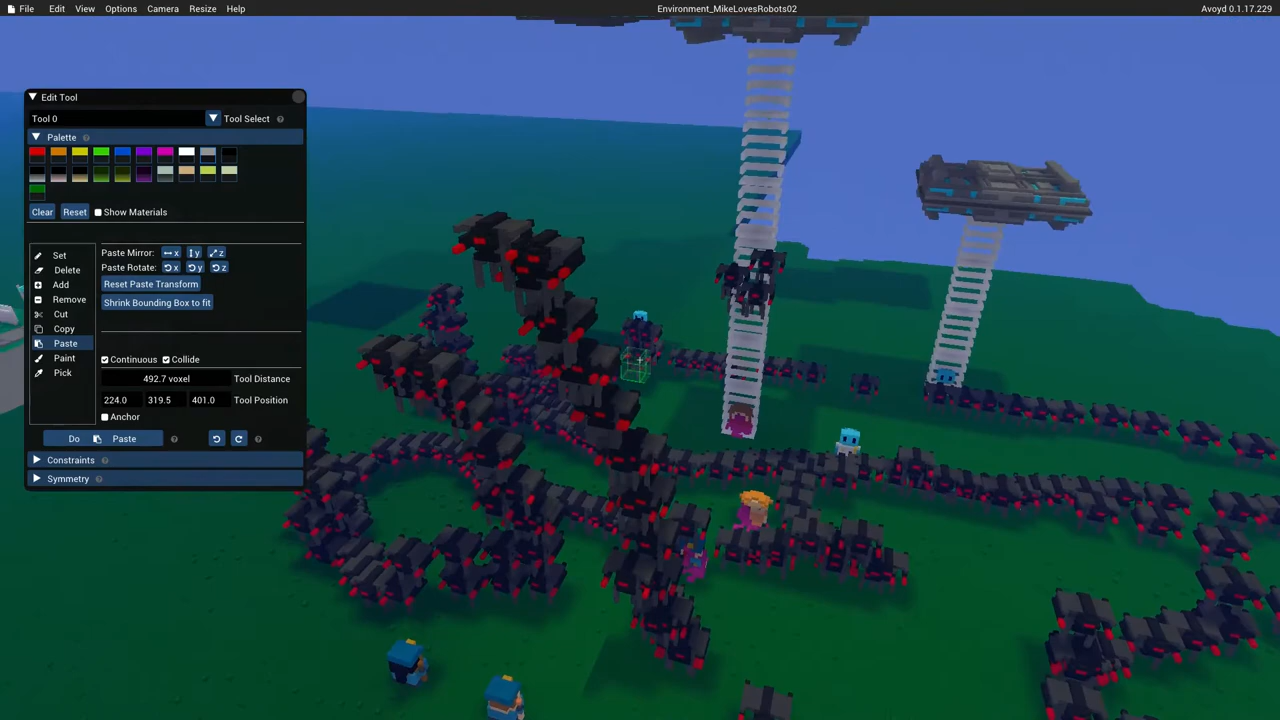 File Edit View Options Camera Resize Help Environment_MikeLovesRobots02 Avoyd 0.1.17.229
Edit Tool
Tool 0 Tool Select ?
Palette ?
Clear Reset Show Materials
Set
Delete
Add
Remove
Cut
Copy
Paste
Paint
Pick
Paste Mirror: x y z
Paste Rotate: x y z
Reset Paste Transform
Shrink Bounding Box to fit
Continuous Collide
492.7 voxel Tool Distance
224.0 319.5 401.0 Tool Position
Anchor
Do Paste ? ?
Constraints ?
Symmetry ?